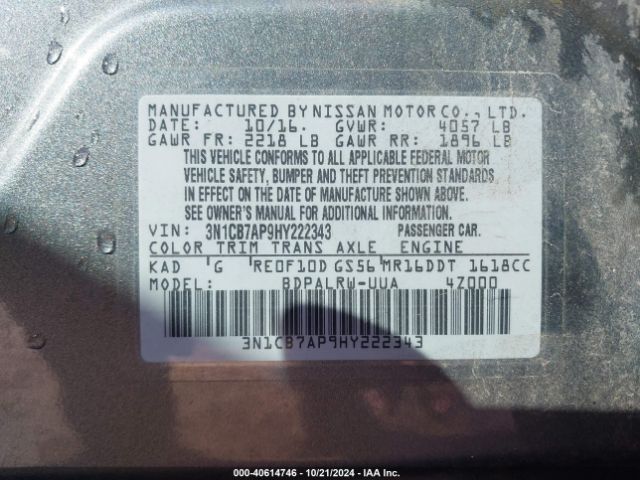 MANUFACTURED BY NISSAN MOTOR CO., LTD.
DATE: 10/16. GVWR: 4057 LB
GAWR FR: 2218 LB GAWR RR: 1896 LB
THIS VEHICLE CONFORMS TO ALL APPLICABLE FEDERAL MOTOR
VEHICLE SAFETY, BUMPER AND THEFT PREVENTION STANDARDS
IN EFFECT ON THE DATE OF MANUFACTURE SHOWN ABOVE.
SEE OWNER'S MANUAL FOR ADDITIONAL INFORMATION.
VIN: 3N1CB7AP9HY222343 PASSENGER CAR.
COLOR TRIM TRANS AXLE ENGINE
KAD G RE0F10D GS56 MR16DDT 1618CC
MODEL: BDPALRW-UUA 4Z000
3N1CB7AP9HY222343
000-40614746 - 10/21/2024 - IAA Inc.